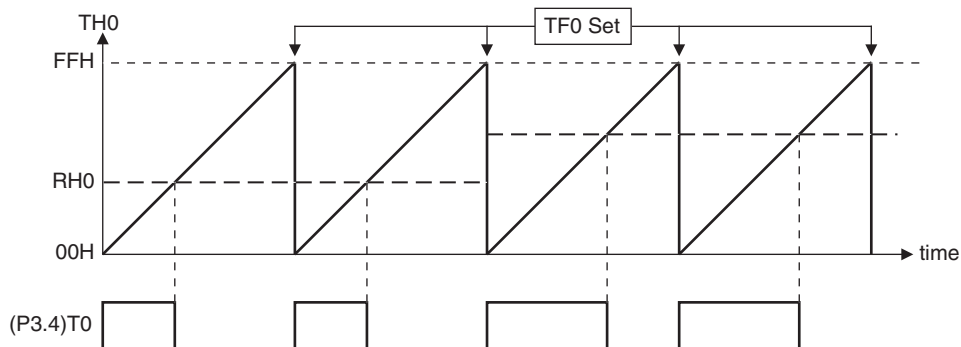 TH0
TF0 Set
FFH
RH0
00H
time
(P3.4)T0